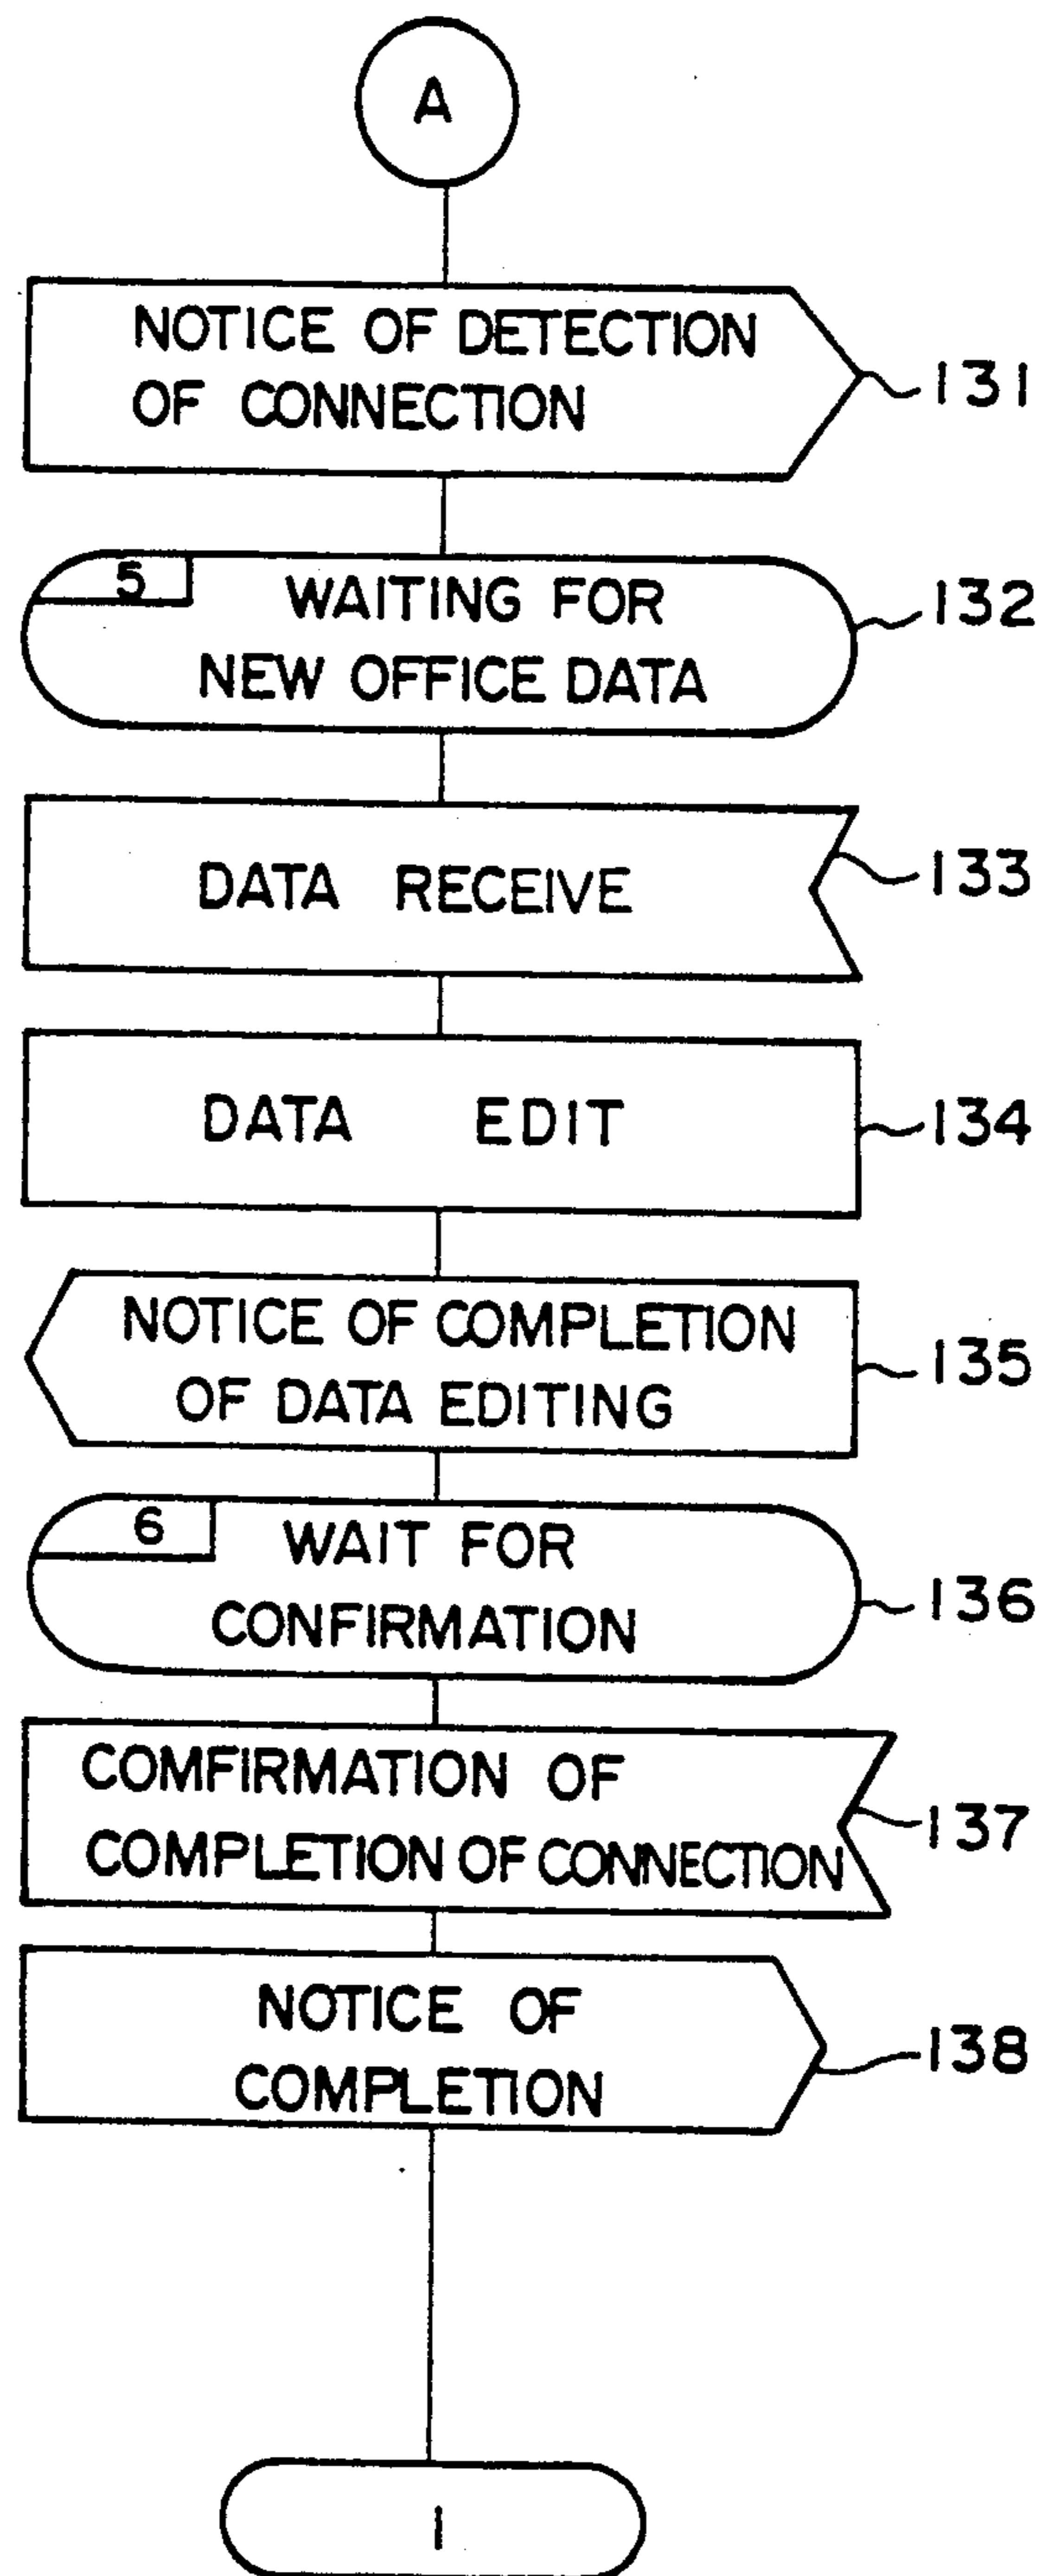 A
NOTICE OF DETECTION
OF CONNECTION
131
5
WAITING FOR
NEW OFFICE DATA
132
DATA RECEIVE
133
DATA EDIT
134
NOTICE OF COMPLETION
OF DATA EDITING
135
6
WAIT FOR
CONFIRMATION
136
COMFIRMATION OF
COMPLETION OF CONNECTION
137
NOTICE OF
COMPLETION
138
1